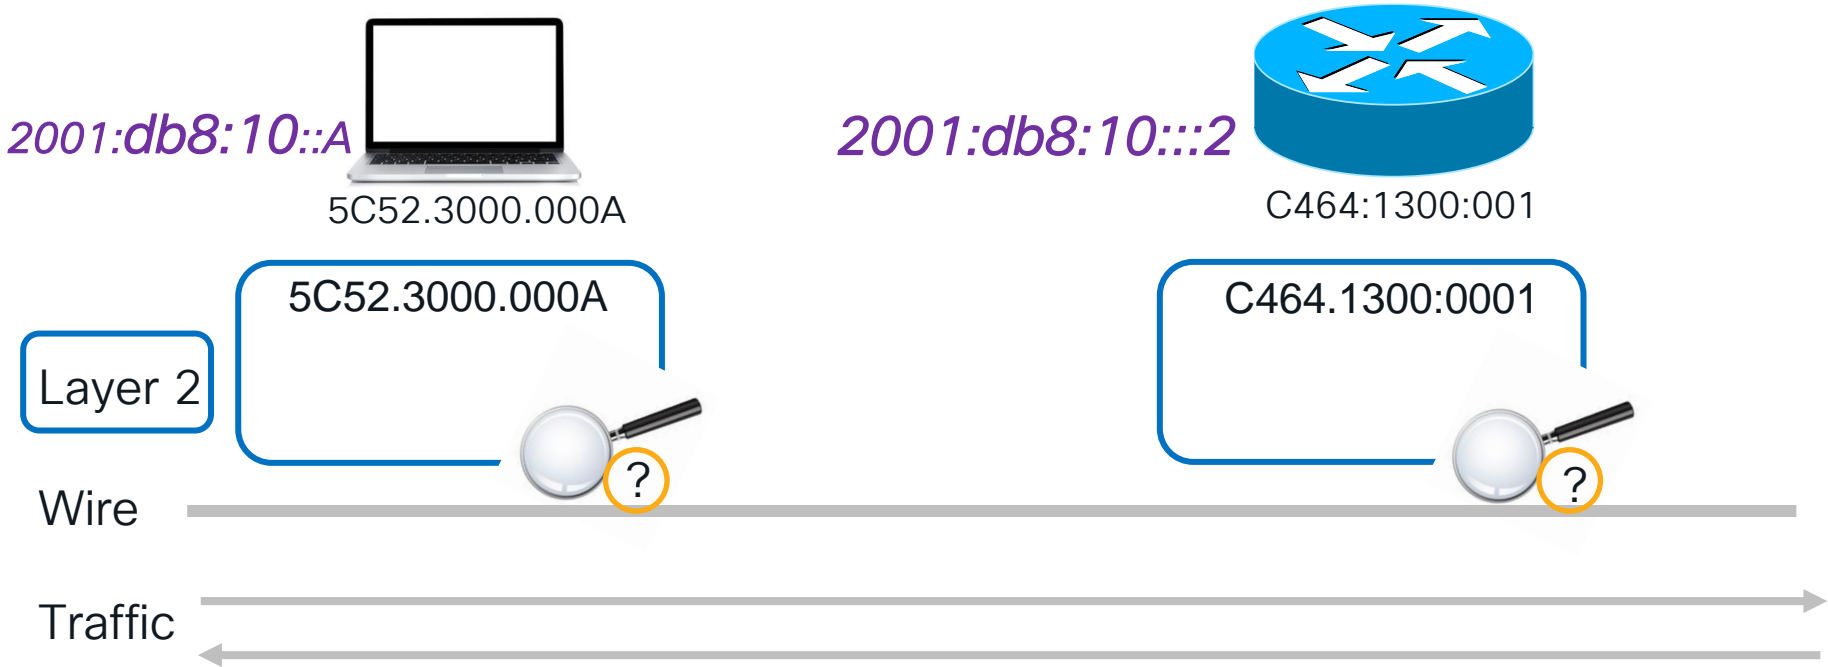 2001:db8:10::A
2001:db8:10:::2
5C52.3000.000A
C464:1300:001
5C52.3000.000A
C464.1300:0001
Layer 2
?
?
Wire
Traffic